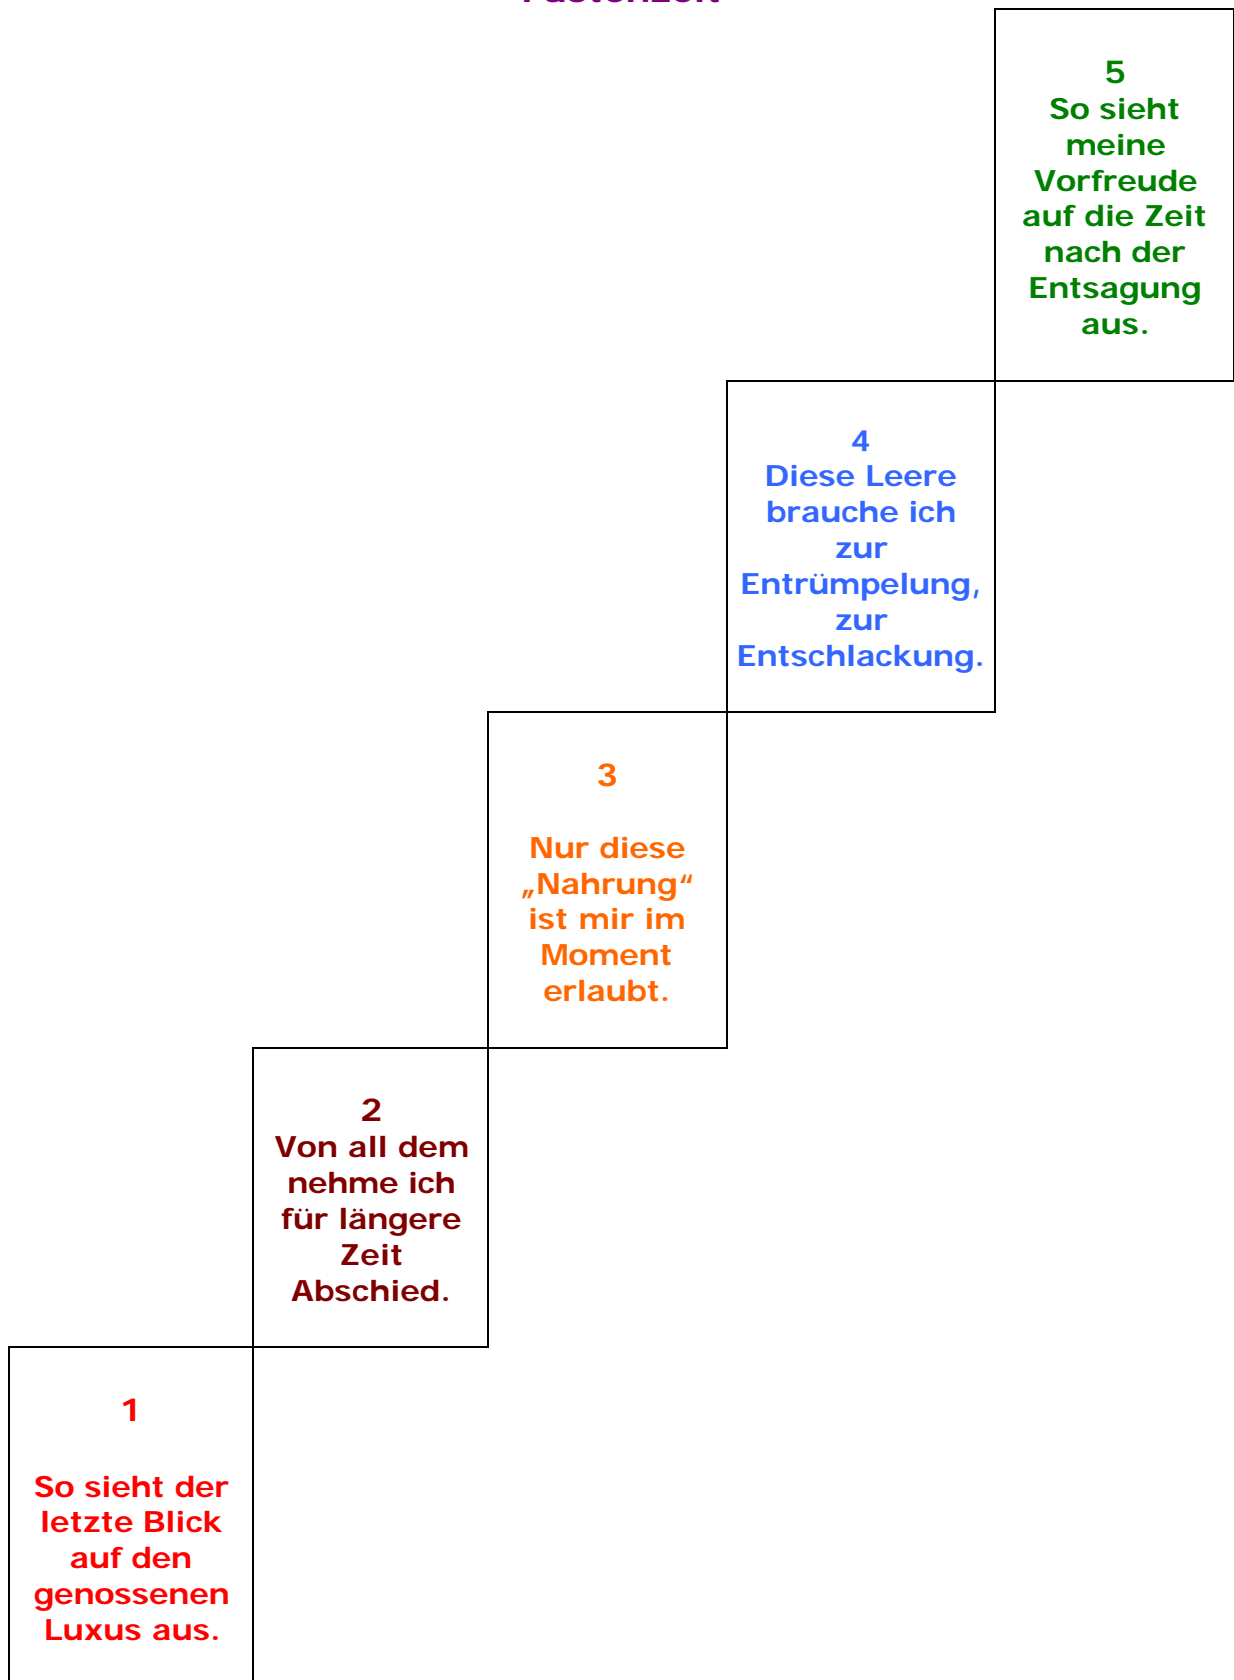 Fastenzeit
5
So sieht
meine
Vorfreude
auf die Zeit
nach der
Entsagung
aus.
4
Diese Leere
brauche ich
zur
Entrümpelung,
zur
Entschlackung.
3
Nur diese
„Nahrung“
ist mir im
Moment
erlaubt.
2
Von all dem
nehme ich
für längere
Zeit
Abschied.
1
So sieht der
letzte Blick
auf den
genossenen
Luxus aus.